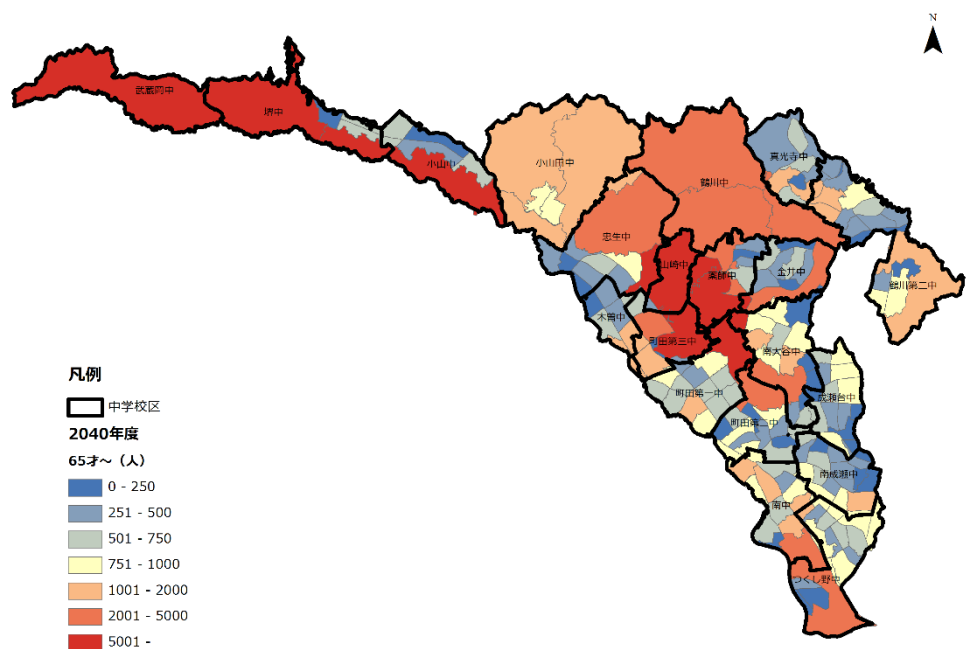 N
武蔵岡中
堺中
小山中
小山田中
鶴川中
真光寺中
忠生中
山崎中
薬師中
金井中
鶴川第二中
木曽中
町田第三中
南大谷中
町田第一中
成瀬台中
町田第二中
南成瀬中
南中
つくし野中
凡例
中学校区
2040年度
65才～（人）
0 - 250
251 - 500
501 - 750
751 - 1000
1001 - 2000
2001 - 5000
5001 -